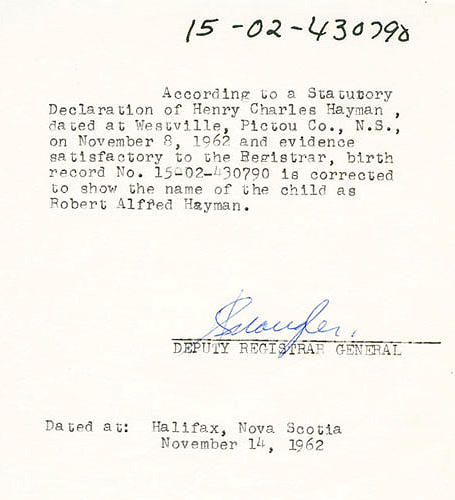 15-02-430790
According to a Statutory
Declaration of Henry Charles Hayman ,
dated at Westville, Pictou Co., N.S.,
on November 8, 1962 and evidence
satisfactory to the Registrar, birth
record No. 15-02-430790 is corrected
to show the name of the child as
Robert Alfred Hayman.
DEPUTY REGISTRAR GENERAL
Dated at: Halifax, Nova Scotia
November 14, 1962